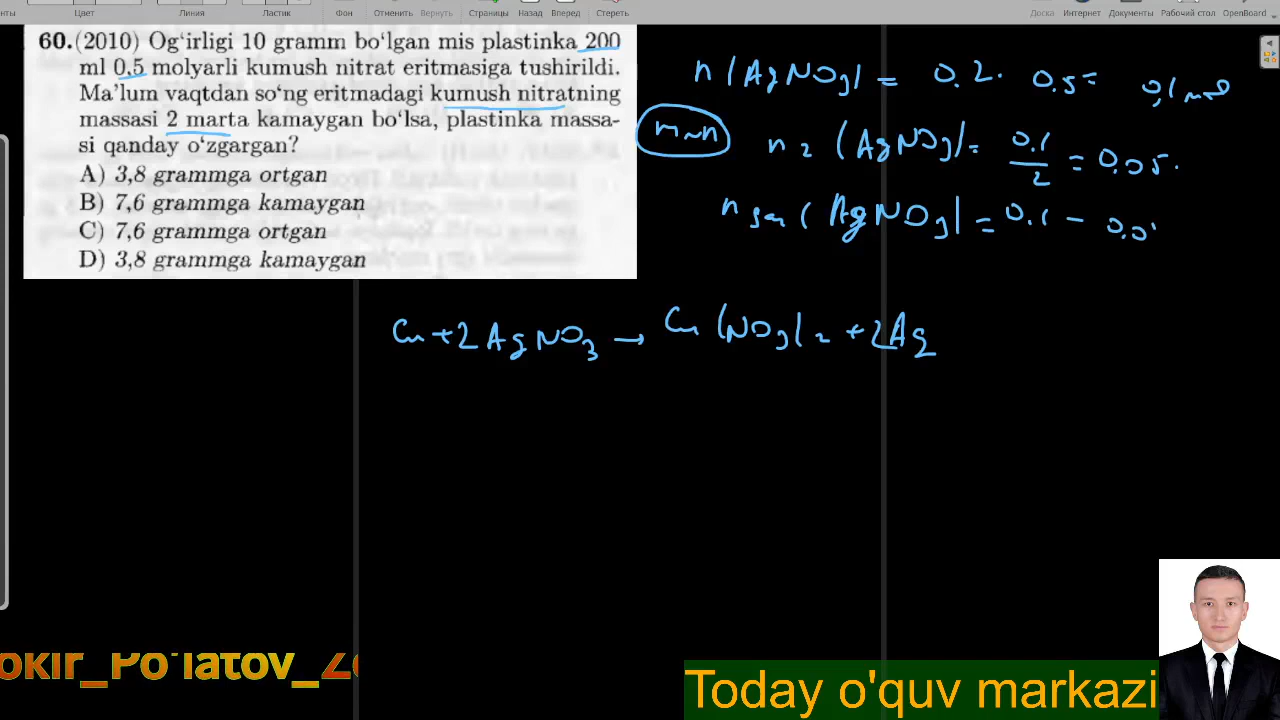 Цвет
Линия
Ластик
Фон
Отменить
Вернуть
Страницы
Назад
Вперед
Стереть
Доска
Интернет
Документы
Рабочий стол
OpenBoard
60.(2010) Og‘irligi 10 gramm bo‘lgan mis plastinka 200
ml 0,5 molyarli kumush nitrat eritmasiga tushirildi.
Ma’lum vaqtdan so‘ng eritmadagi kumush nitratning
massasi 2 marta kamaygan bo‘lsa, plastinka massa-
si qanday o‘zgargan?
A) 3,8 grammga ortgan
B) 7,6 grammga kamaygan
C) 7,6 grammga ortgan
D) 3,8 grammga kamaygan
n(AgNO3) = 0.2 · 0.5 = 0,1 mol
m~n
n2 (AgNO3) = 0.1/2 = 0.05.
(AgNO3) = 0.1 - 0.0
Cu + 2AgNO3 → Cu(NO3)2 + 2Ag
Today o'quv markazi